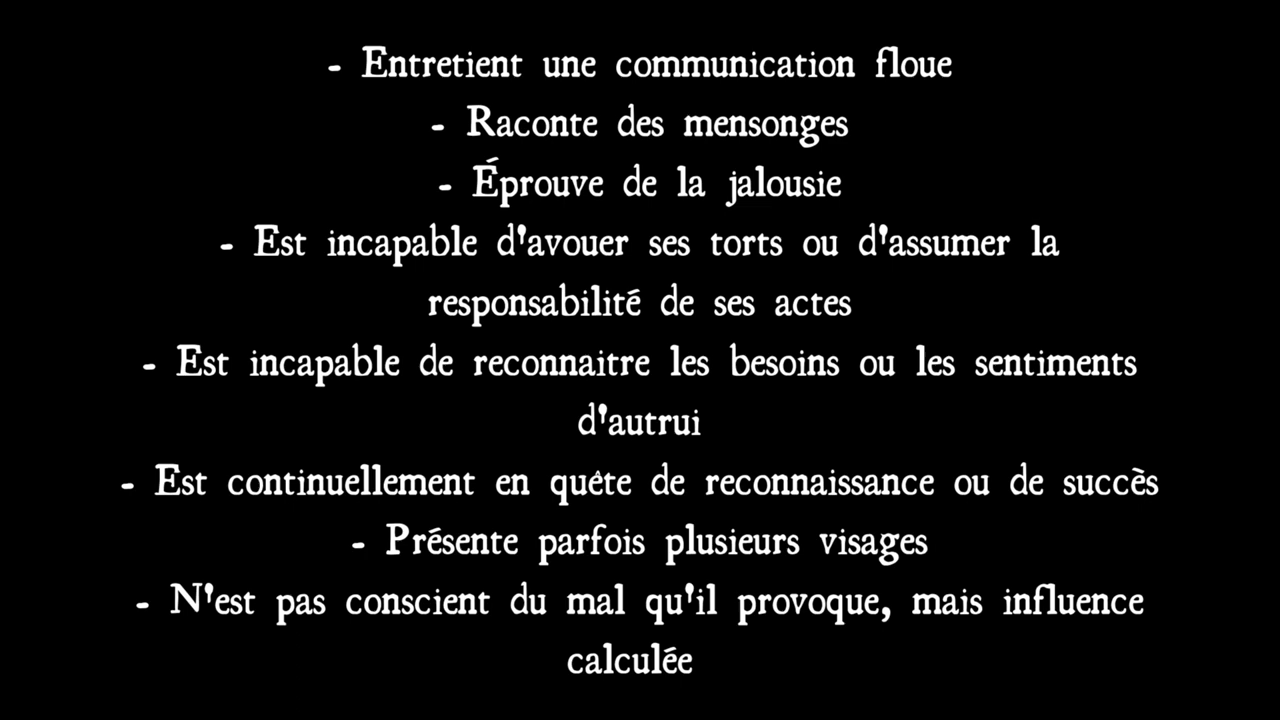 - Entretient une communication floue
- Raconte des mensonges
- Éprouve de la jalousie
- Est incapable d'avouer ses torts ou d'assumer la
responsabilité de ses actes
- Est incapable de reconnaitre les besoins ou les sentiments
d'autrui
- Est continuellement en quête de reconnaissance ou de succès
- Présente parfois plusieurs visages
- N'est pas conscient du mal qu'il provoque, mais influence
calculée